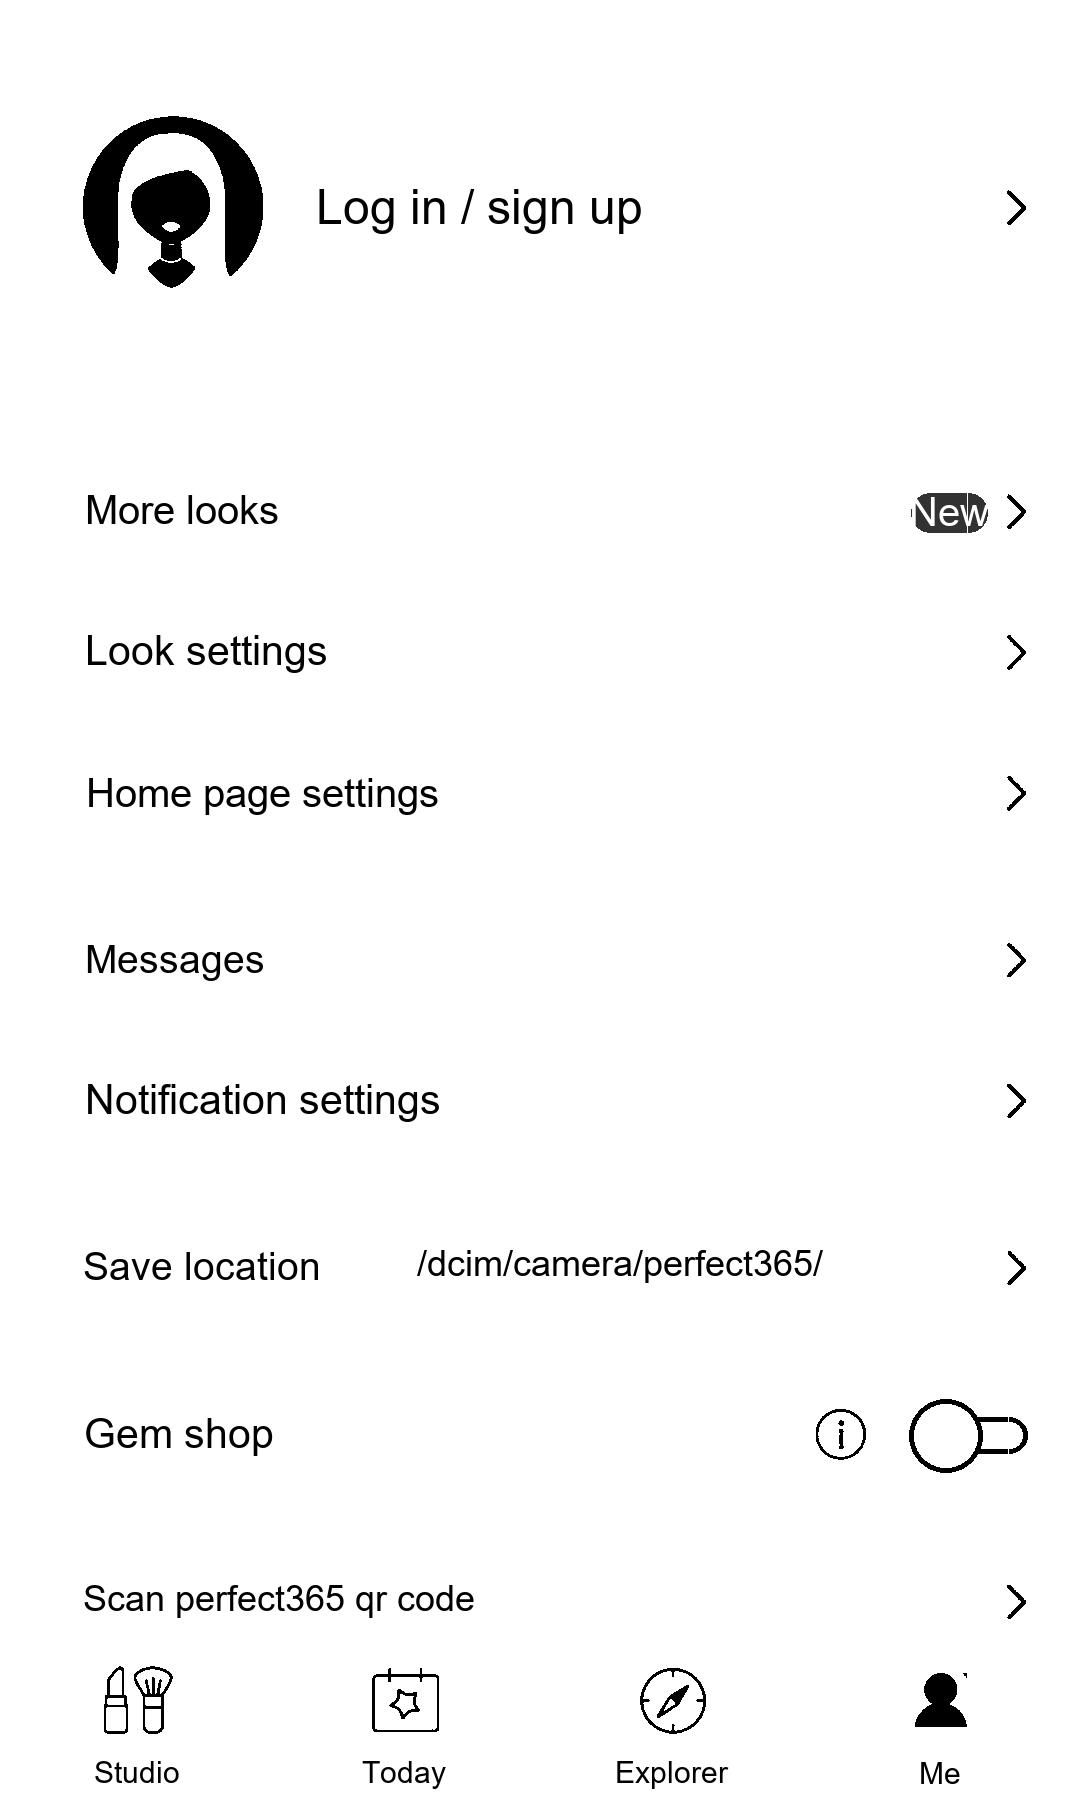 Log in / sign up
More looks New
Look settings
Home page settings
Messages
Notification settings
Save location /dcim/camera/perfect365/
Gem shop
Scan perfect365 qr code
Studio Today Explorer Me